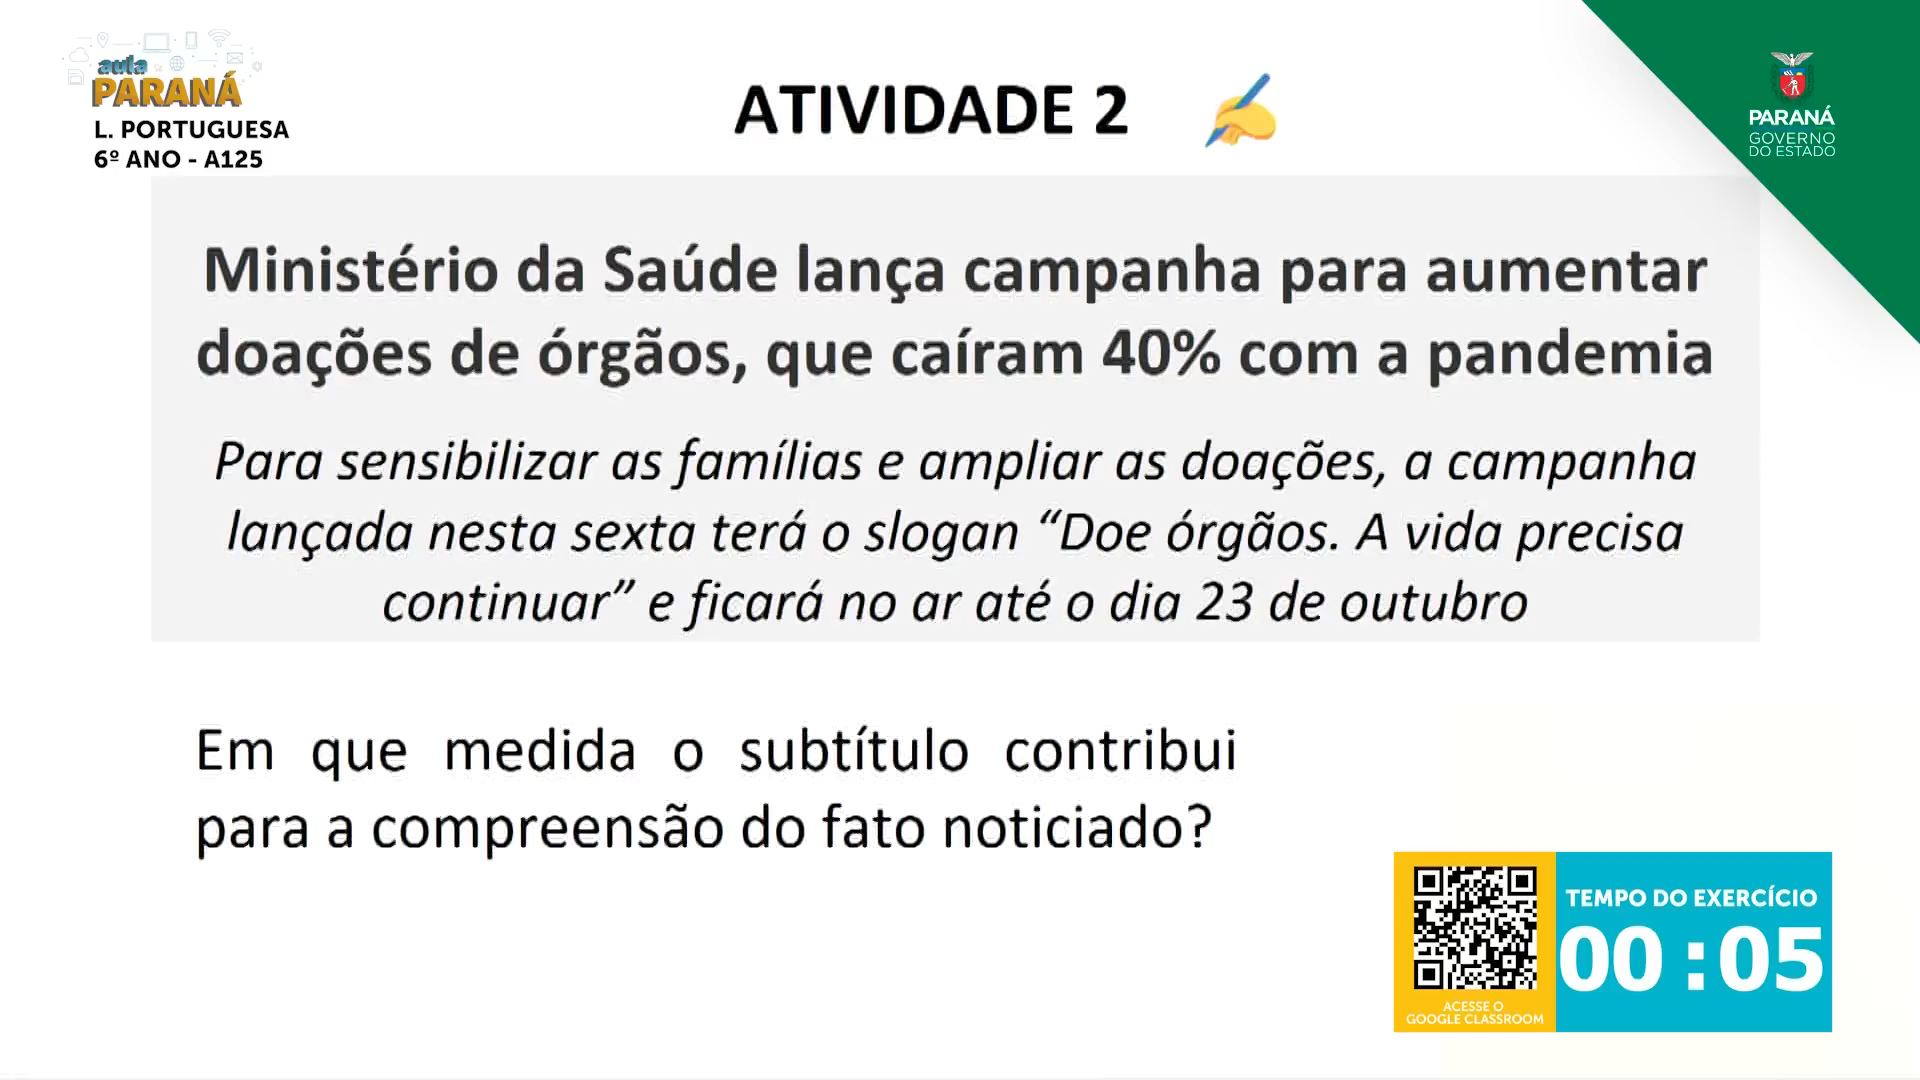 aula
PARANÁ
L. PORTUGUESA
6º ANO - A125
ATIVIDADE 2
PARANÁ
GOVERNO
DO ESTADO
Ministério da Saúde lança campanha para aumentar
doações de órgãos, que caíram 40% com a pandemia
Para sensibilizar as famílias e ampliar as doações, a campanha
lançada nesta sexta terá o slogan “Doe órgãos. A vida precisa
continuar” e ficará no ar até o dia 23 de outubro
Em que medida o subtítulo contribui
para a compreensão do fato noticiado?
TEMPO DO EXERCÍCIO
00:05
ACESSE O
GOOGLE CLASSROOM